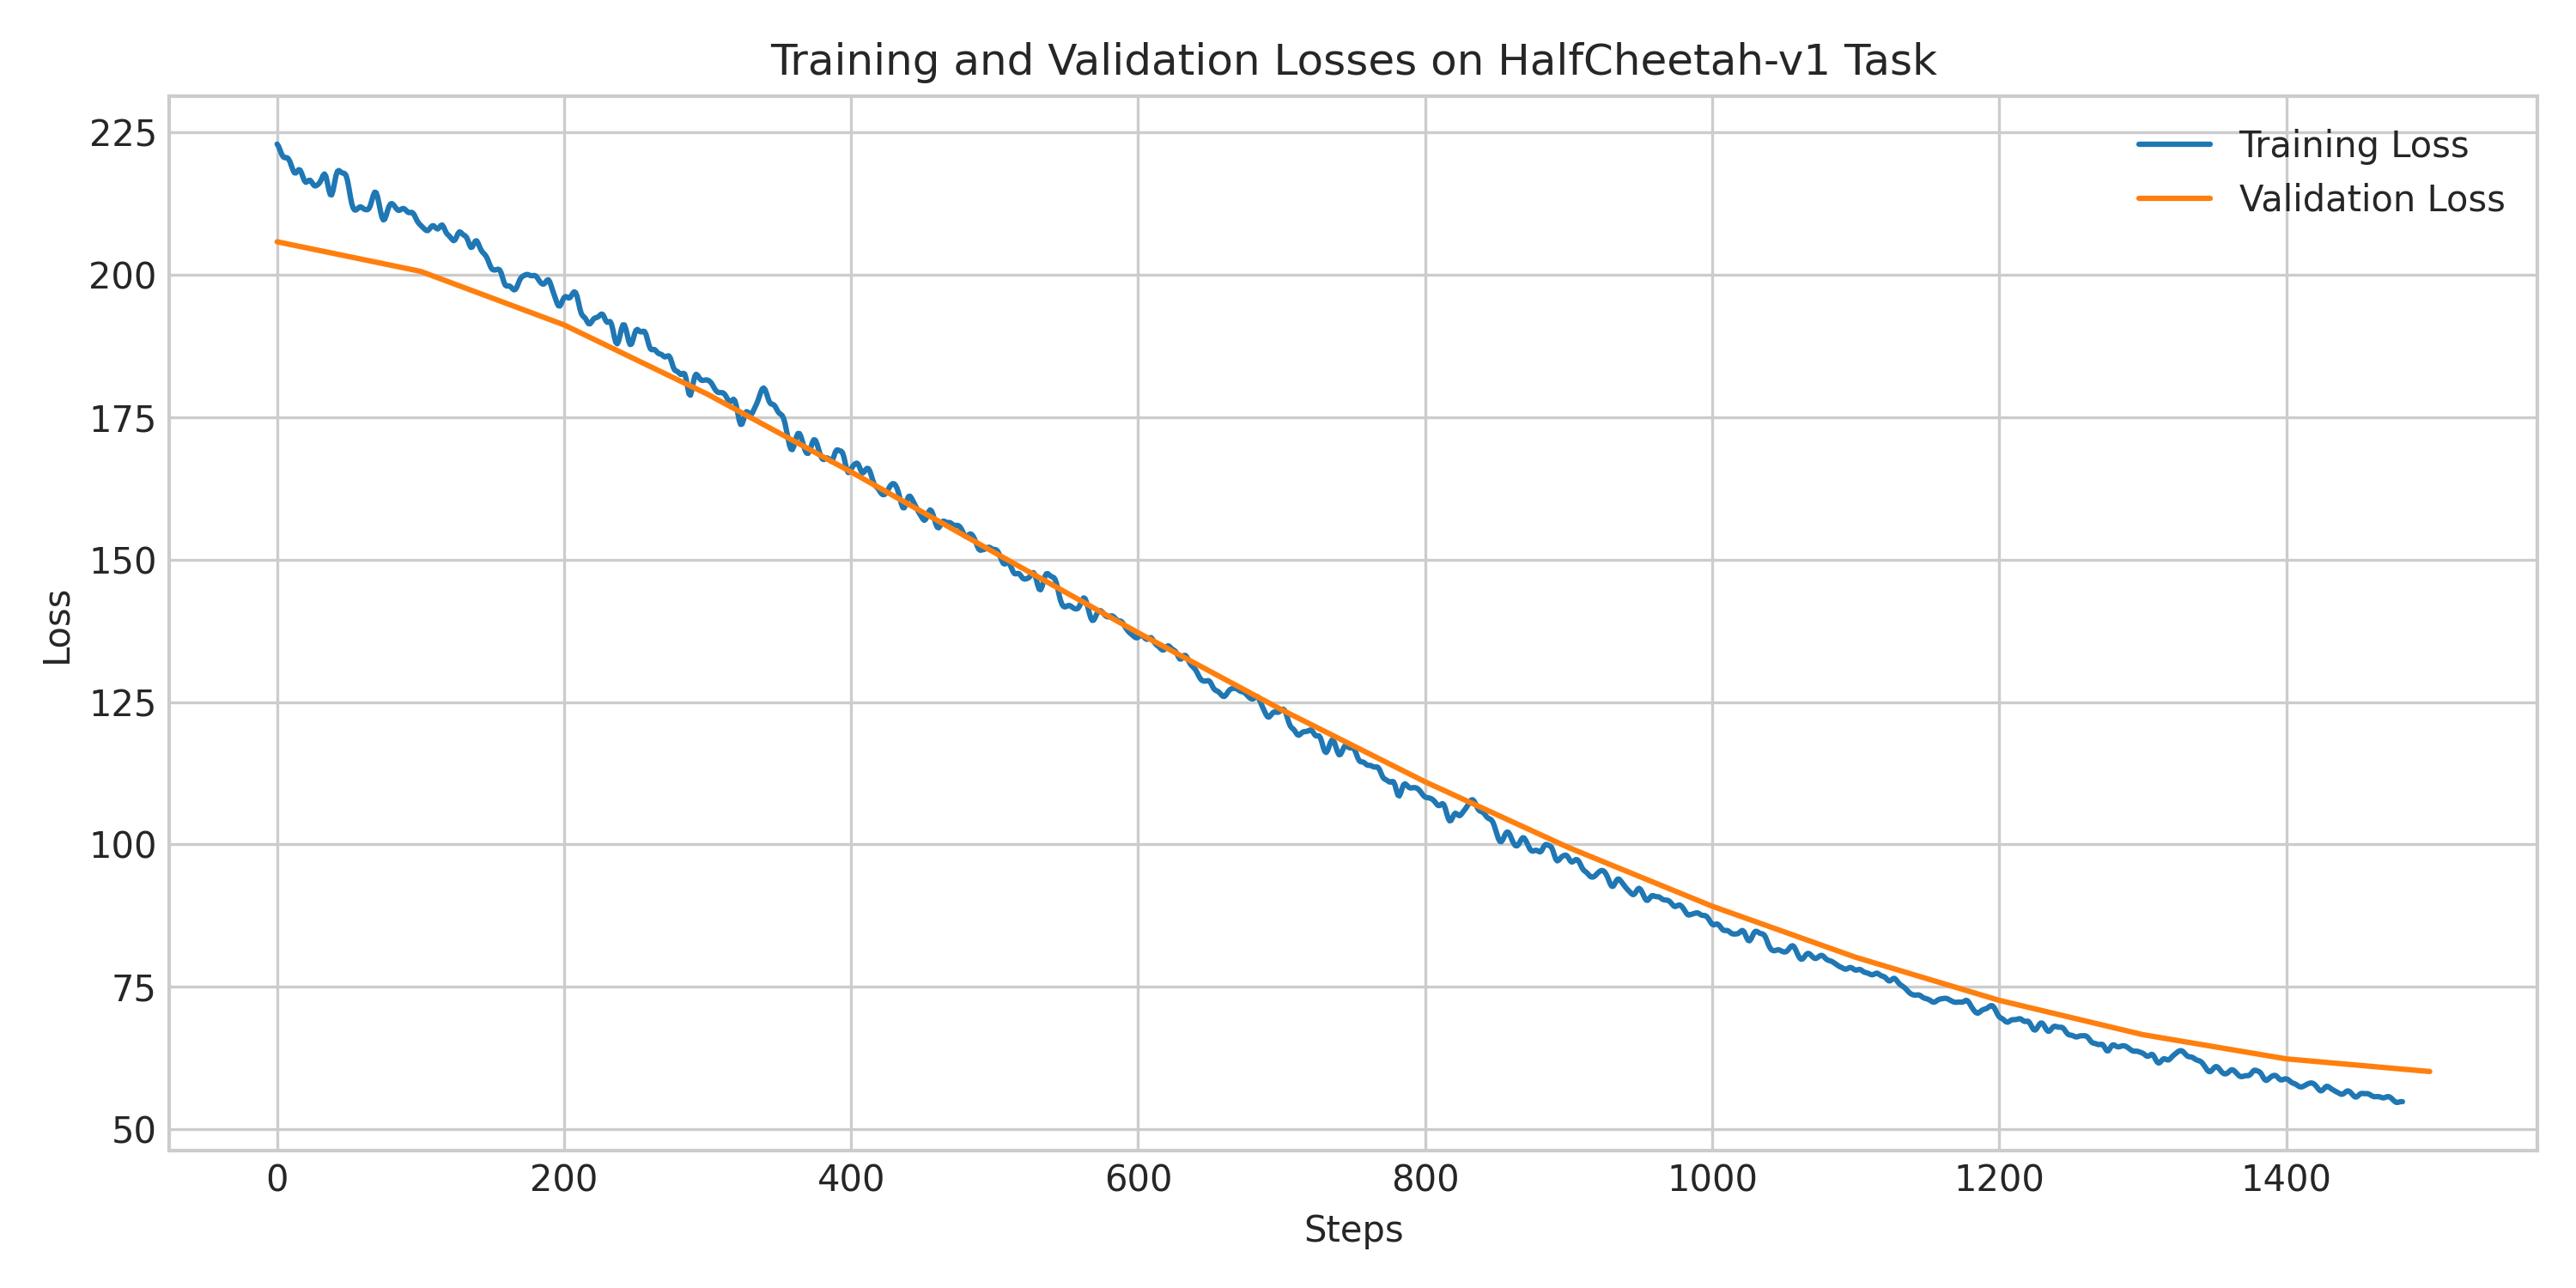 Training and Validation Losses on HalfCheetah-v1 Task
Training Loss
Validation Loss
Loss
225
200
175
150
125
100
75
50
0 200 400 600 800 1000 1200 1400
Steps